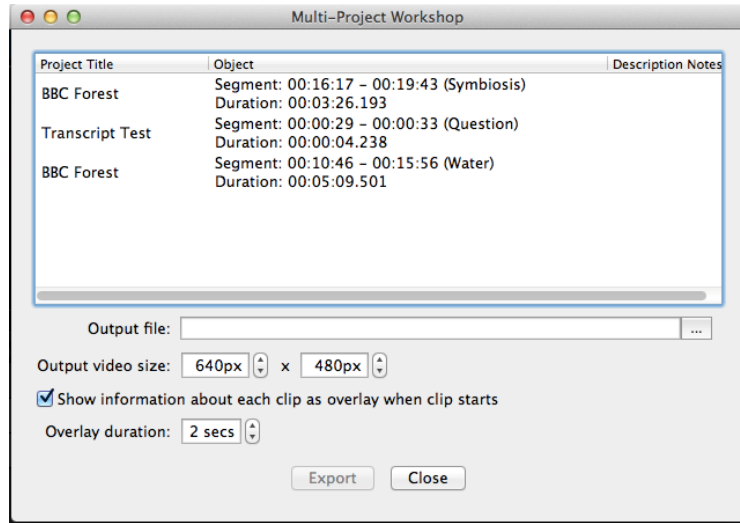 Multi-Project Workshop
Project Title Object Description Notes
BBC Forest
Segment: 00:16:17 - 00:19:43 (Symbiosis)
Duration: 00:03:26.193
Transcript Test
Segment: 00:00:29 - 00:00:33 (Question)
Duration: 00:00:04.238
BBC Forest
Segment: 00:10:46 - 00:15:56 (Water)
Duration: 00:05:09.501
Output file: ...
Output video size: 640px x 480px
Show information about each clip as overlay when clip starts
Overlay duration: 2 secs
Export Close